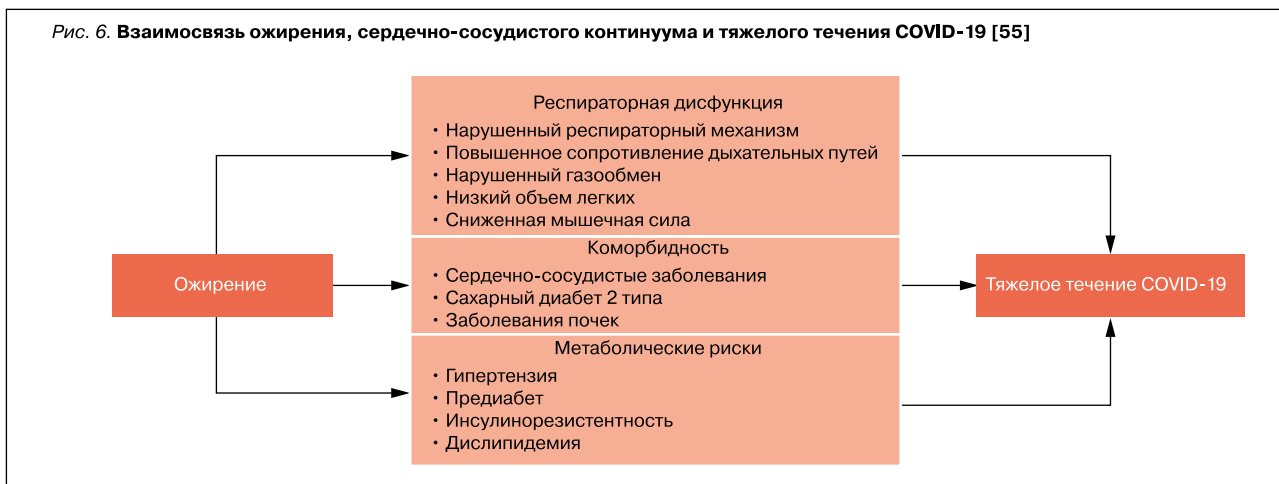 Рис. 6. Взаимосвязь ожирения, сердечно-сосудистого континуума и тяжелого течения COVID-19 [55]
Респираторная дисфункция
• Нарушенный респираторный механизм
• Повышенное сопротивление дыхательных путей
• Нарушенный газообмен
• Низкий объем легких
• Сниженная мышечная сила
Ожирение
Коморбидность
• Сердечно-сосудистые заболевания
• Сахарный диабет 2 типа
• Заболевания почек
Тяжелое течение COVID-19
Метаболические риски
• Гипертензия
• Предиабет
• Инсулинорезистентность
• Дислипидемия